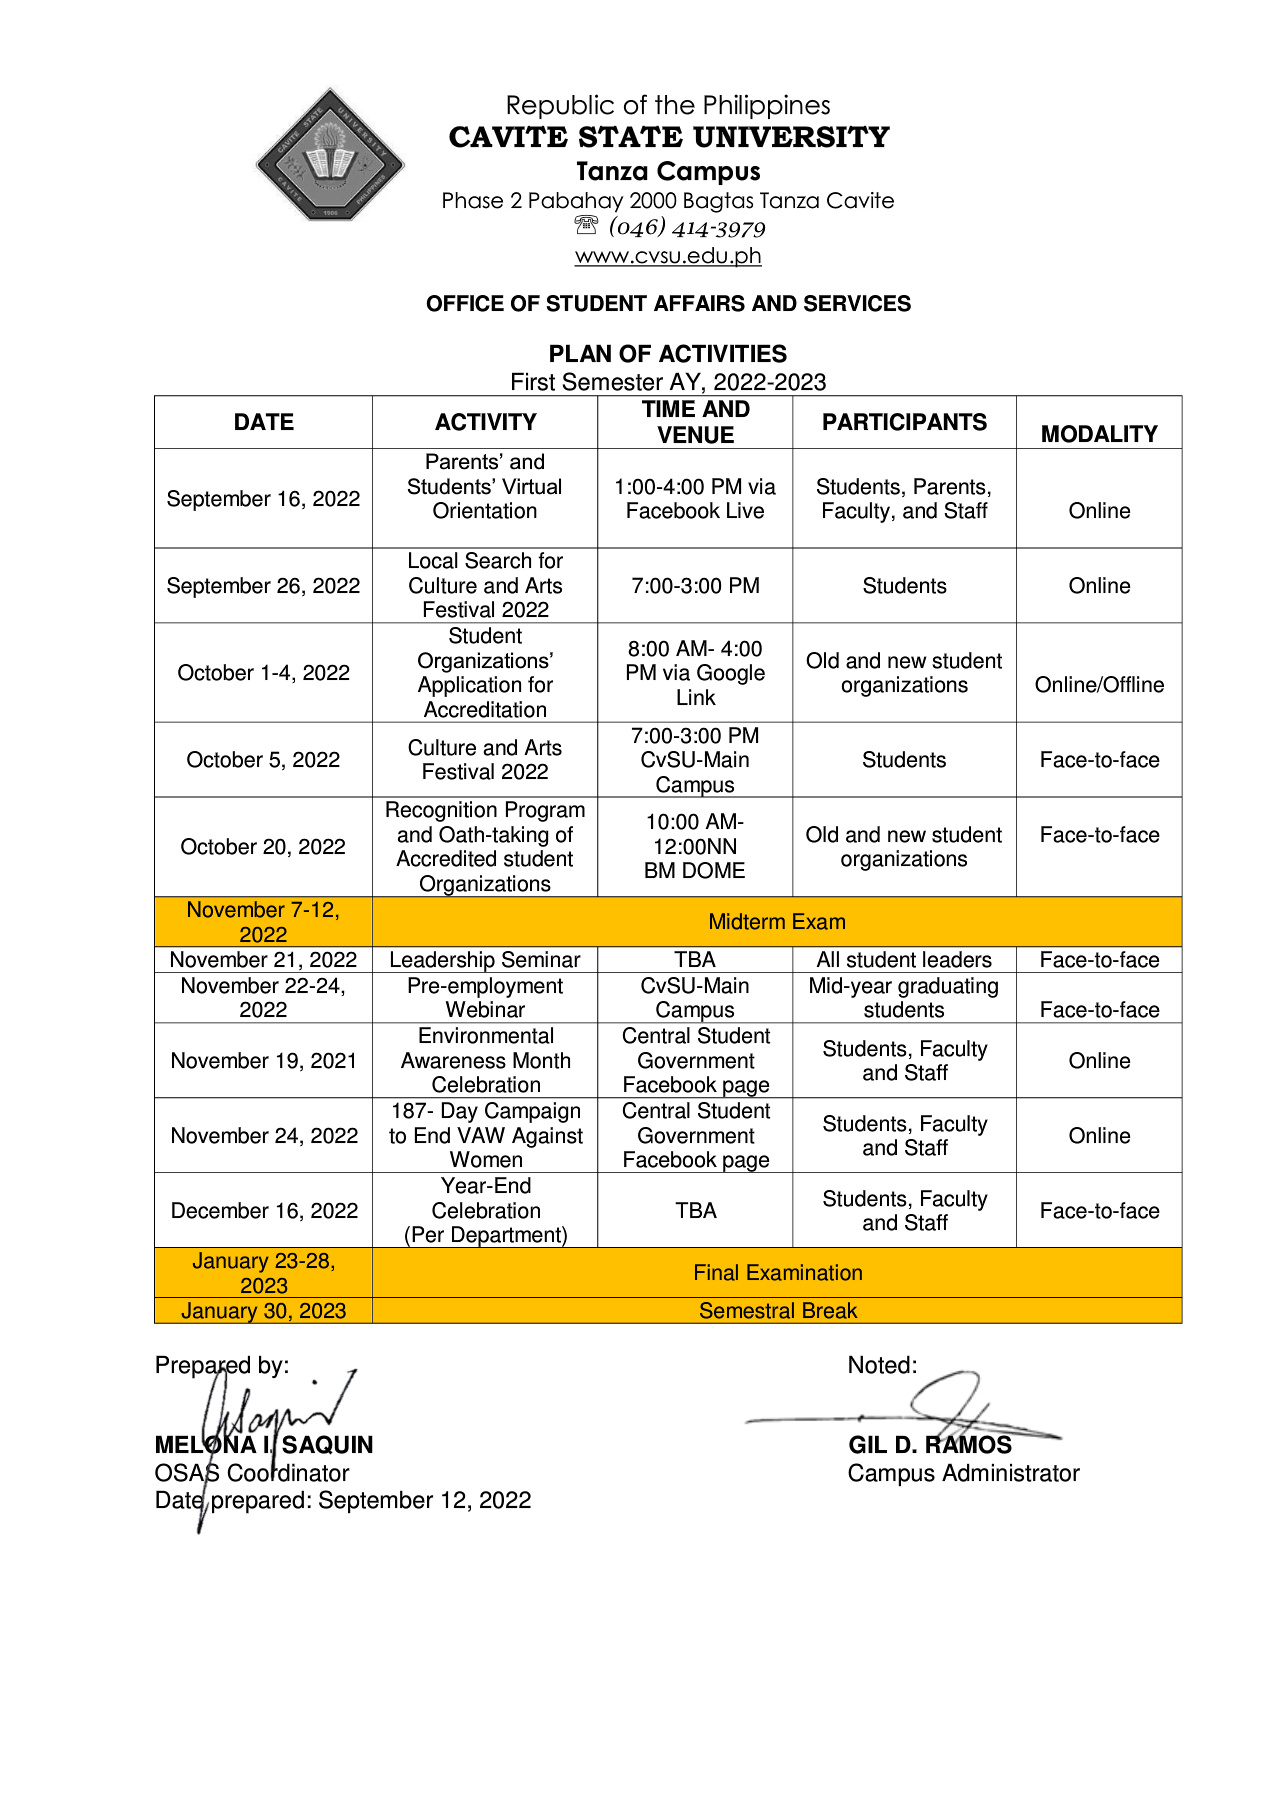 Republic of the Philippines
CAVITE STATE UNIVERSITY
Tanza Campus
Phase 2 Pabahay 2000 Bagtas Tanza Cavite
☏ (046) 414-3979
www.cvsu.edu.ph
CAVITE STATE UNIVERSITY
CAVITE PHILIPPINES
1906
OFFICE OF STUDENT AFFAIRS AND SERVICES
PLAN OF ACTIVITIES
First Semester AY, 2022-2023
DATE
ACTIVITY
TIME AND
VENUE
PARTICIPANTS
MODALITY
September 16, 2022
Parents’ and
Students’ Virtual
Orientation
1:00-4:00 PM via
Facebook Live
Students, Parents,
Faculty, and Staff
Online
September 26, 2022
Local Search for
Culture and Arts
Festival 2022
7:00-3:00 PM
Students
Online
October 1-4, 2022
Student
Organizations’
Application for
Accreditation
8:00 AM- 4:00
PM via Google
Link
Old and new student
organizations
Online/Offline
October 5, 2022
Culture and Arts
Festival 2022
7:00-3:00 PM
CvSU-Main
Campus
Students
Face-to-face
October 20, 2022
Recognition Program
and Oath-taking of
Accredited student
Organizations
10:00 AM-
12:00NN
BM DOME
Old and new student
organizations
Face-to-face
November 7-12,
2022
Midterm Exam
November 21, 2022
Leadership Seminar
TBA
All student leaders
Face-to-face
November 22-24,
2022
Pre-employment
Webinar
CvSU-Main
Campus
Mid-year graduating
students
Face-to-face
November 19, 2021
Environmental
Awareness Month
Celebration
Central Student
Government
Facebook page
Students, Faculty
and Staff
Online
November 24, 2022
187- Day Campaign
to End VAW Against
Women
Central Student
Government
Facebook page
Students, Faculty
and Staff
Online
December 16, 2022
Year-End
Celebration
(Per Department)
TBA
Students, Faculty
and Staff
Face-to-face
January 23-28,
2023
Final Examination
January 30, 2023
Semestral Break
Prepared by:
MELONA I. SAQUIN
OSAS Coordinator
Date prepared: September 12, 2022
Noted:
GIL D. RAMOS
Campus Administrator